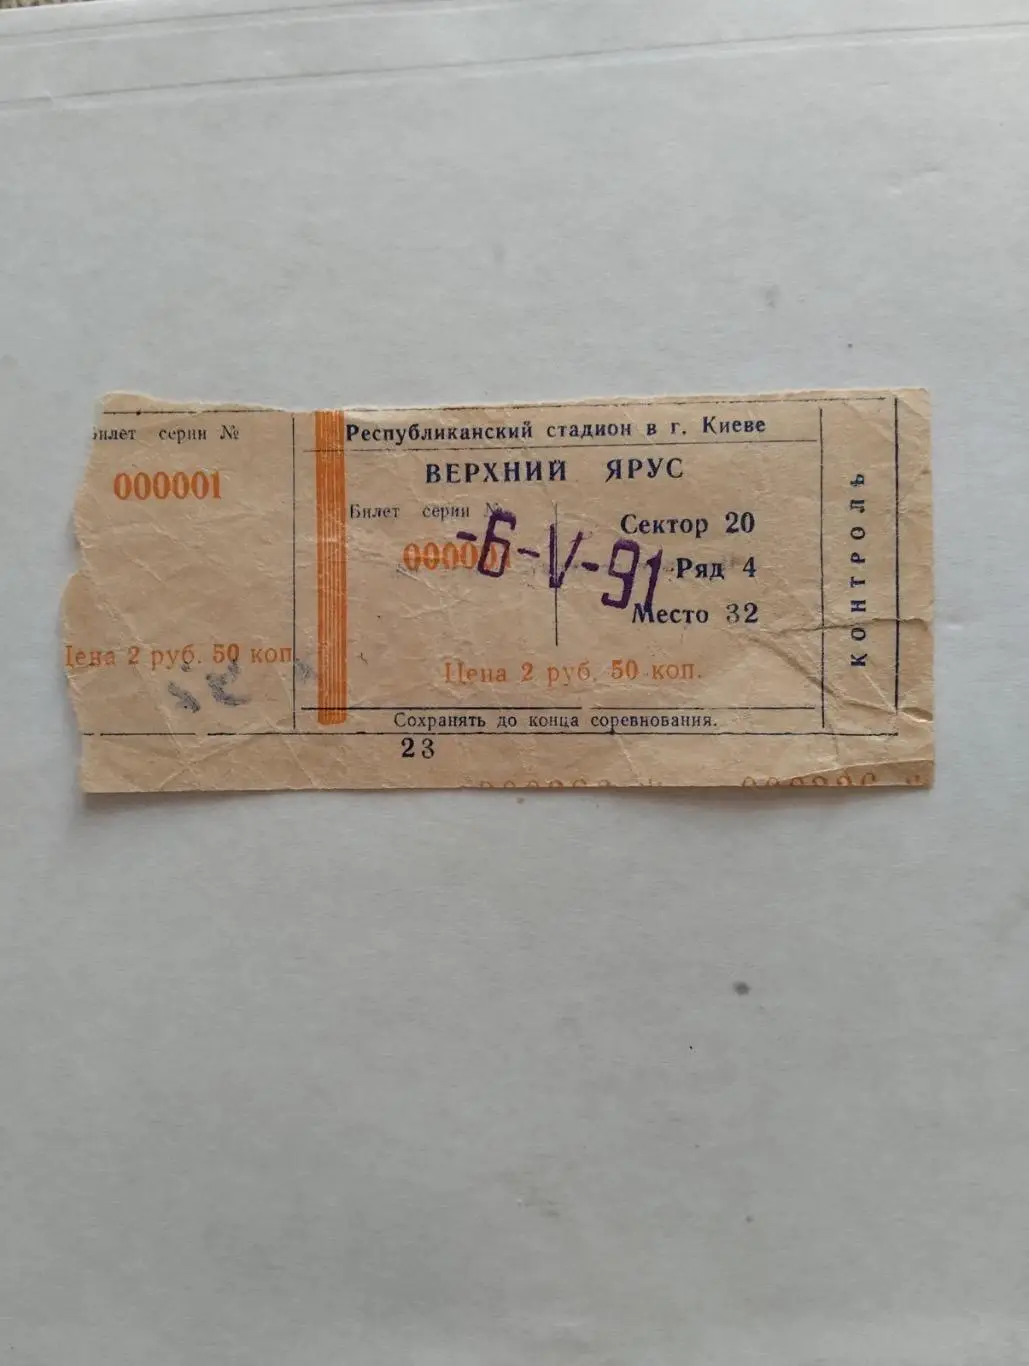 Билет серии №
000001
Цена 2 руб. 50 коп.
Республиканский стадион в г. Киеве
ВЕРХНИЙ ЯРУС
Билет серии №
000001
-6-V-91
Сектор 20
Ряд 4
Место 32
Цена 2 руб. 50 коп.
Сохранять до конца соревнования.
23
КОНТРОЛЬ